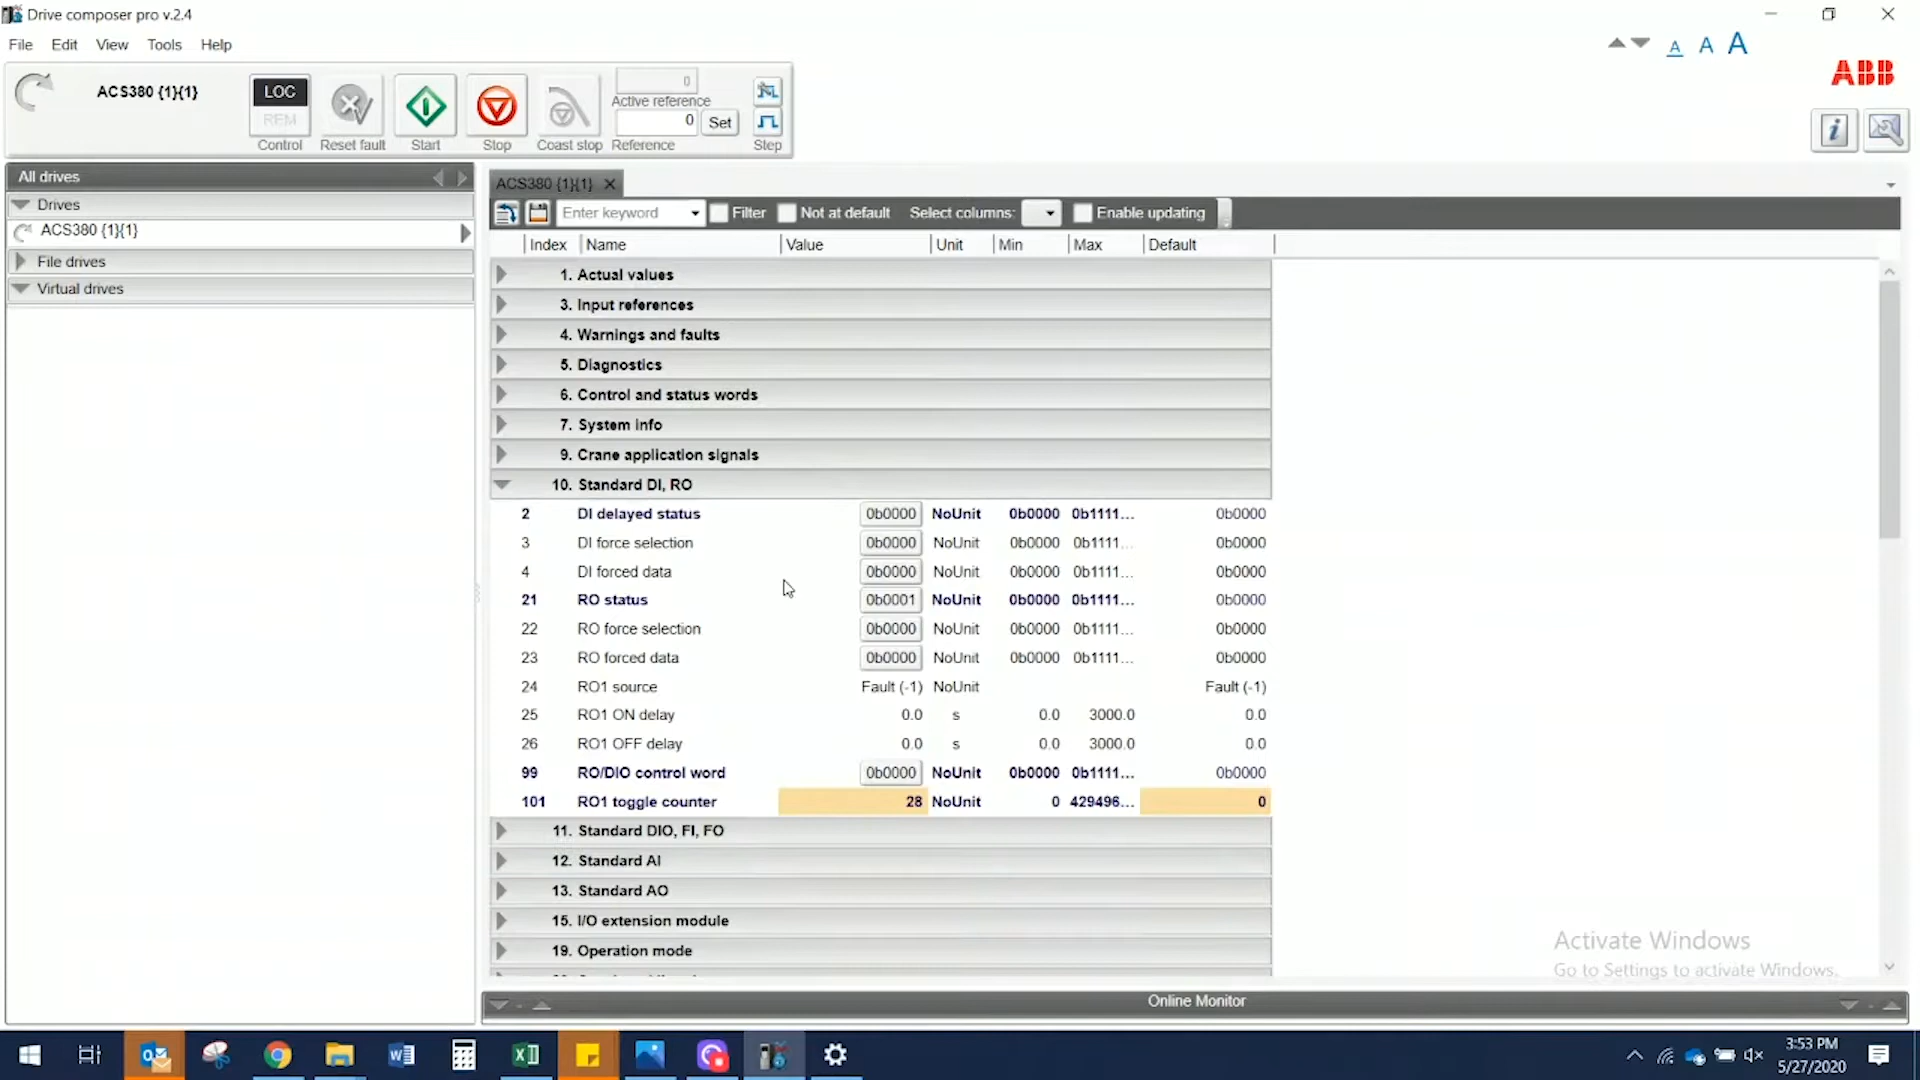 Drive composer pro v.2.4
File Edit View Tools Help
A A A
ABB
ACS380 {1}{1}
LOC
REM
Control
Reset fault
Start
Stop
Coast stop
0
Active reference
0 Set
Reference
Step
All drives
Drives
ACS380 {1}{1}
File drives
Virtual drives
ACS380 {1}{1}
Enter keyword Filter Not at default Select columns: Enable updating
Index Name Value Unit Min Max Default
1. Actual values
3. Input references
4. Warnings and faults
5. Diagnostics
6. Control and status words
7. System info
9. Crane application signals
10. Standard DI, RO
2 DI delayed status 0b0000 NoUnit 0b0000 0b1111... 0b0000
3 DI force selection 0b0000 NoUnit 0b0000 0b1111... 0b0000
4 DI forced data 0b0000 NoUnit 0b0000 0b1111... 0b0000
21 RO status 0b0001 NoUnit 0b0000 0b1111... 0b0000
22 RO force selection 0b0000 NoUnit 0b0000 0b1111... 0b0000
23 RO forced data 0b0000 NoUnit 0b0000 0b1111... 0b0000
24 RO1 source Fault (-1) NoUnit Fault (-1)
25 RO1 ON delay 0.0 s 0.0 3000.0 0.0
26 RO1 OFF delay 0.0 s 0.0 3000.0 0.0
99 RO/DIO control word 0b0000 NoUnit 0b0000 0b1111... 0b0000
101 RO1 toggle counter 28 NoUnit 0 429496... 0
11. Standard DIO, FI, FO
12. Standard AI
13. Standard AO
15. I/O extension module
19. Operation mode
Activate Windows
Go to Settings to activate Windows.
Online Monitor
3:53 PM
5/27/2020